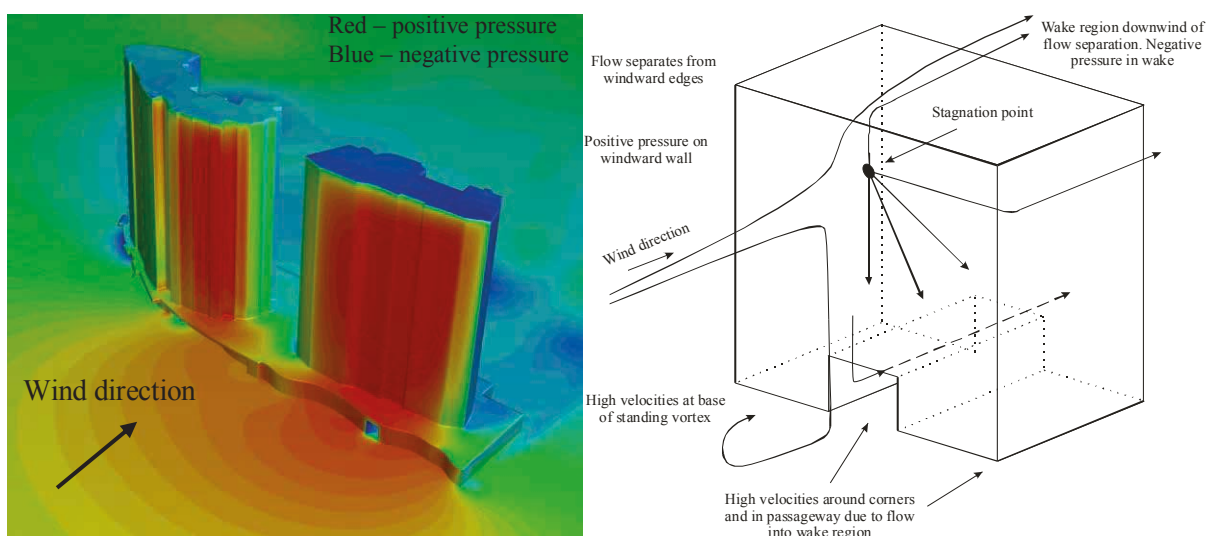 Red – positive pressure
Blue – negative pressure
Wind direction
Wake region downwind of
flow separation. Negative
pressure in wake
Flow separates from
windward edges
Stagnation point
Positive pressure on
windward wall
Wind direction
High velocities at base
of standing vortex
High velocities around corners
and in passageway due to flow
into wake region